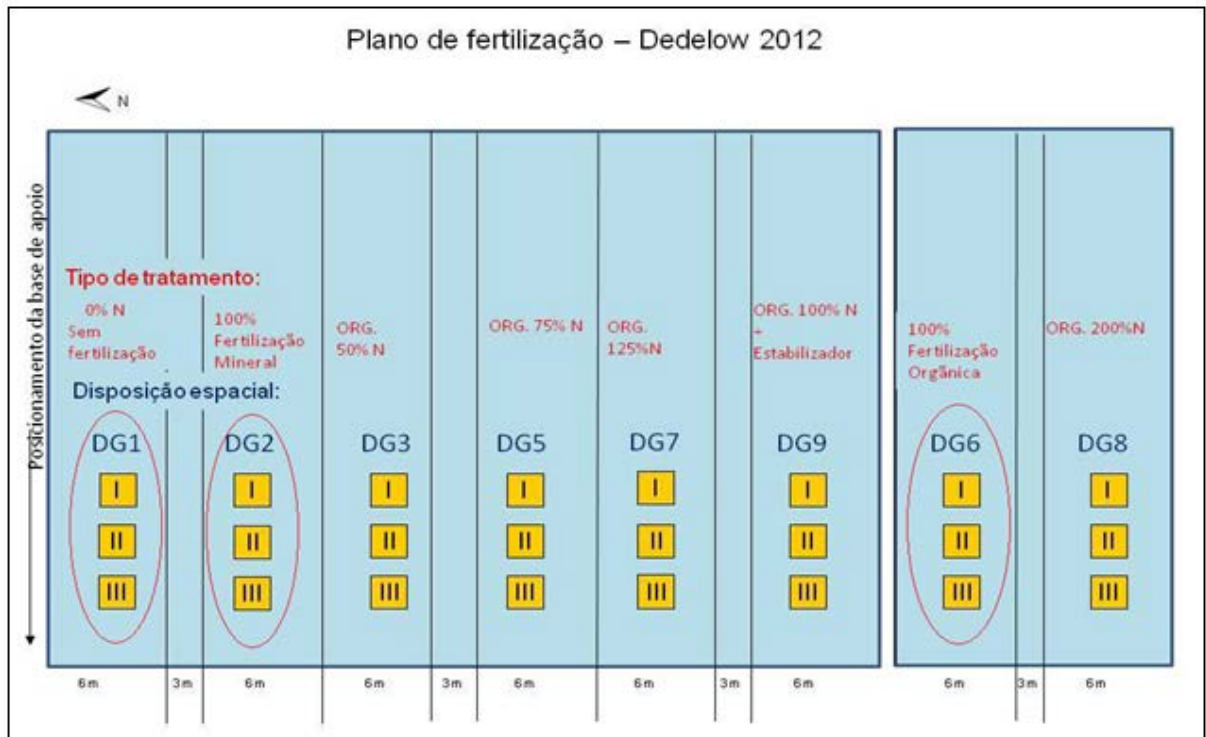 Plano de fertilização – Dedelow 2012
N
Posicionamento da base de apoio
Tipo de tratamento:
0% N
Sem
fertilização
100%
Fertilização
Mineral
ORG.
50% N
ORG. 75% N
ORG.
125%N
ORG. 100% N
+
Estabilizador
100%
Fertilização
Orgânica
ORG. 200%N
Disposição espacial:
DG1 DG2 DG3 DG5 DG7 DG9 DG6 DG8
I I I I I I I I
II II II II II II II II
III III III III III III III III
6m 3m 6m 6m 3m 6m 6m 3m 6m 6m 3m 6m